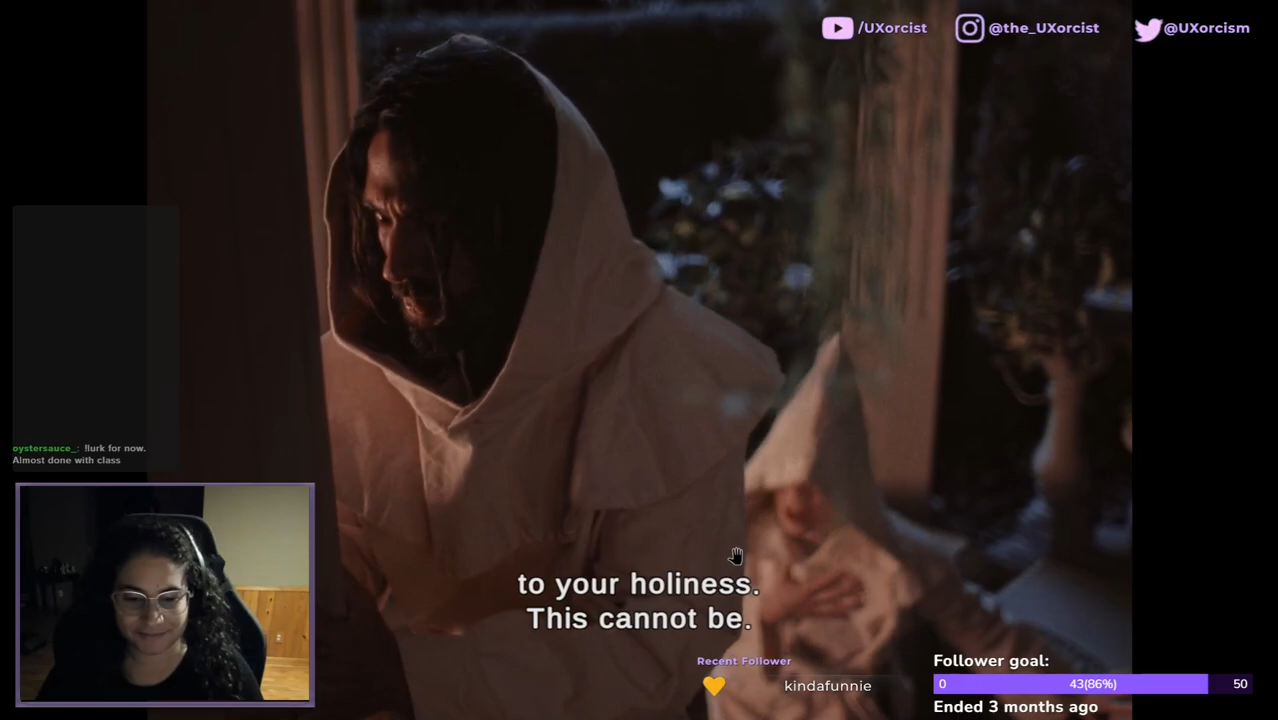 /UXorcist
@the_UXorcist
@UXorcism
oystersauce_: !lurk for now.
Almost done with class
to your holiness.
This cannot be.
Recent Follower
kindafunnie
Follower goal:
0 43(86%) 50
Ended 3 months ago